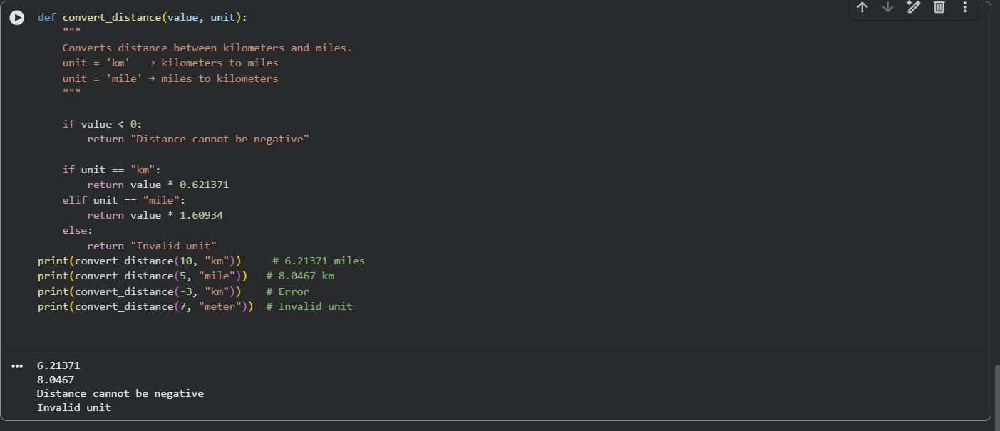 def convert_distance(value, unit):
    """
    Converts distance between kilometers and miles.
    unit = 'km'   → kilometers to miles
    unit = 'mile' → miles to kilometers
    """
    if value < 0:
        return "Distance cannot be negative"
    if unit == "km":
        return value * 0.621371
    elif unit == "mile":
        return value * 1.60934
    else:
        return "Invalid unit"
print(convert_distance(10, "km"))     # 6.21371 miles
print(convert_distance(5, "mile"))   # 8.0467 km
print(convert_distance(-3, "km"))    # Error
print(convert_distance(7, "meter"))  # Invalid unit
6.21371
8.0467
Distance cannot be negative
Invalid unit